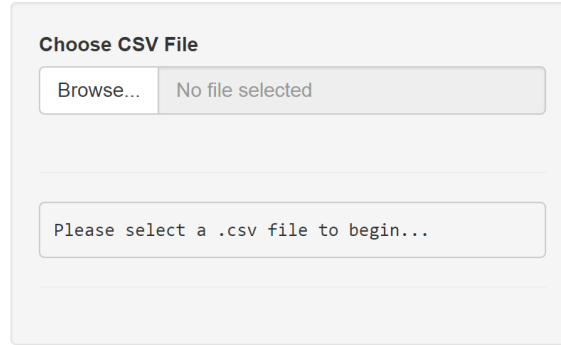 Choose CSV File
Browse... No file selected
Please select a .csv file to begin...